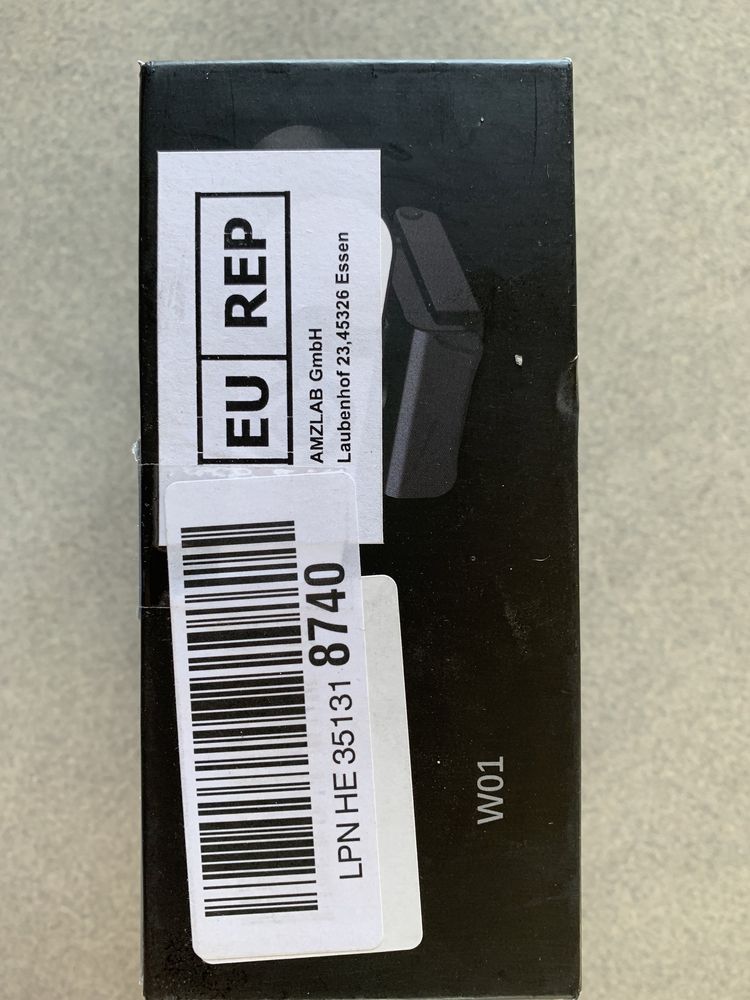 EU REP
AMZLAB GmbH
Laubenhof 23,45326 Essen
LPN HE 35131 8740
W01